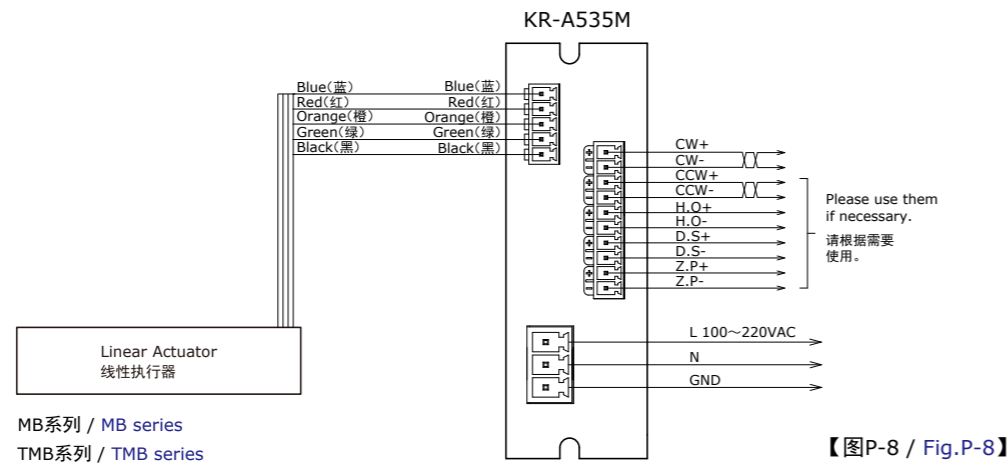 KR-A535M
Blue(蓝) Blue(蓝)
Red(红) Red(红)
Orange(橙) Orange(橙)
Green(绿) Green(绿)
Black(黑) Black(黑)
CW+
CW-
CCW+
CCW-
H.O+
H.O-
D.S+
D.S-
Z.P+
Z.P-
Please use them
if necessary.
请根据需要
使用。
L 100～220VAC
N
GND
Linear Actuator
线性执行器
MB系列 / MB series
TMB系列 / TMB series
【图P-8 / Fig.P-8】